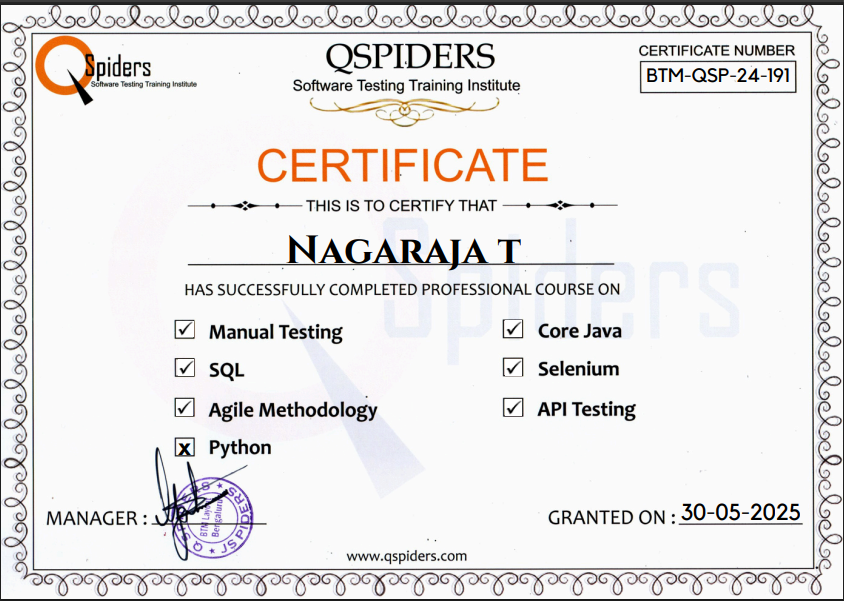 Spiders
Software Testing Training Institute
QSPIDERS
Software Testing Training Institute
CERTIFICATE NUMBER
BTM-QSP-24-191
CERTIFICATE
THIS IS TO CERTIFY THAT
NAGARAJA T
HAS SUCCESSFULLY COMPLETED PROFESSIONAL COURSE ON
Manual Testing
Core Java
SQL
Selenium
Agile Methodology
API Testing
x Python
MANAGER :
QSPIDERS ★ JSPIDERS ★
BTM Layout
Bengaluru
GRANTED ON : 30-05-2025
www.qspiders.com
Spiders